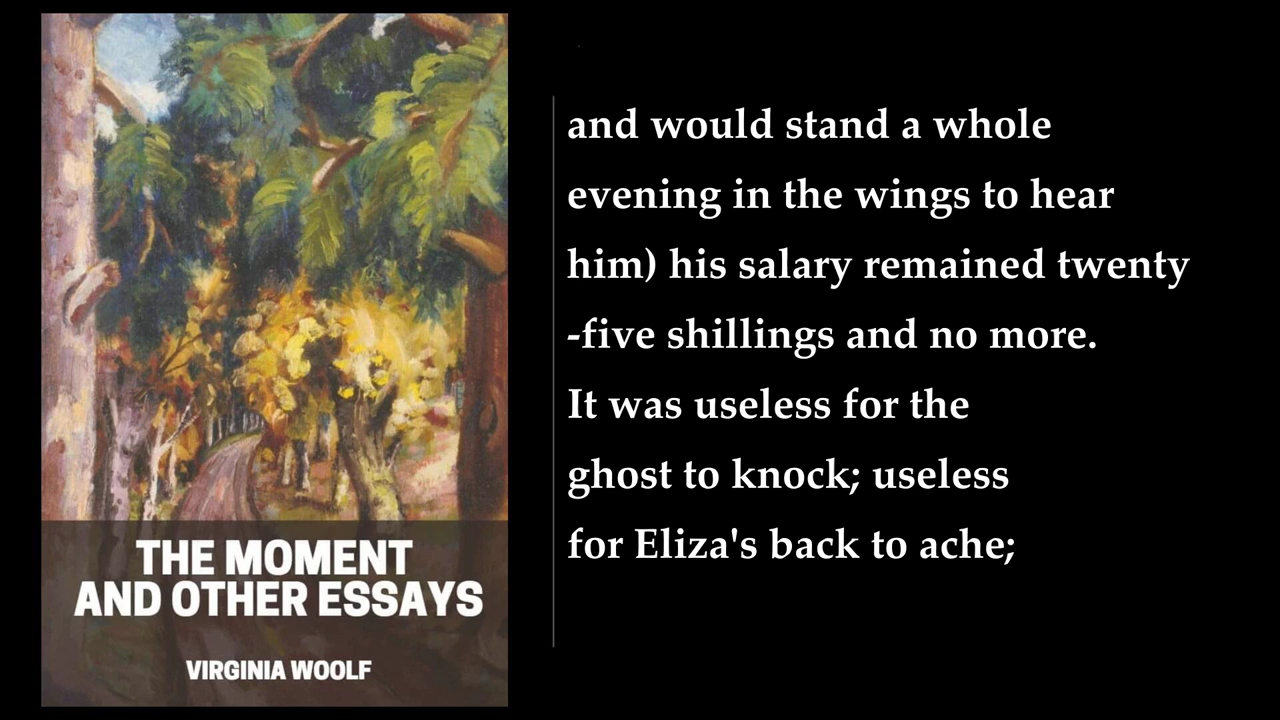 THE MOMENT
AND OTHER ESSAYS
VIRGINIA WOOLF
and would stand a whole
evening in the wings to hear
him) his salary remained twenty
-five shillings and no more.
It was useless for the
ghost to knock; useless
for Eliza's back to ache;